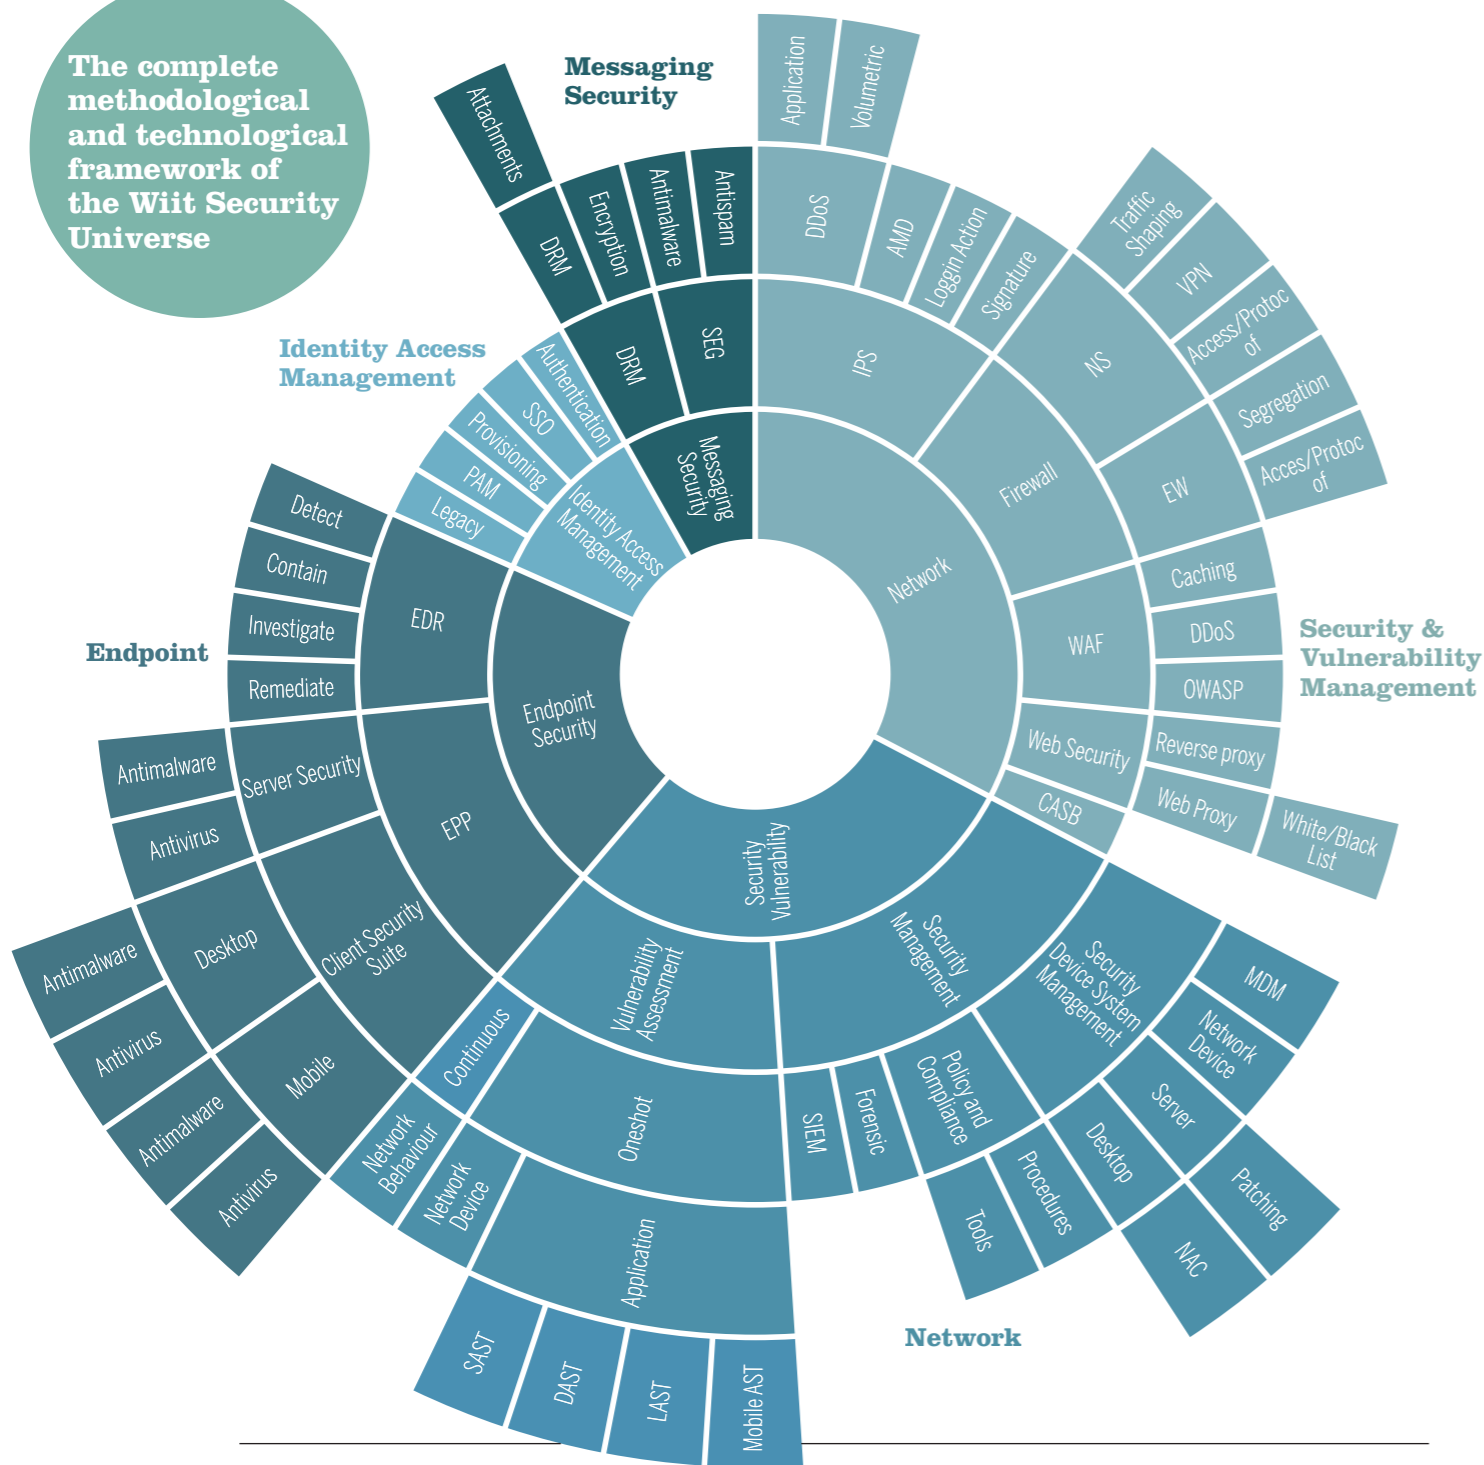 The complete
methodological
and technological
framework of
the Wiit Security
Universe
Messaging
Security
Identity Access
Management
Endpoint
Security &
Vulnerability
Management
Network
Messaging
Security
SEG
Antispam
Antimalware
Encryption
DRM
DRM
Attachments
Network
IPS
DDoS
Application
Volumetric
AMD
Loggin Action
Signature
Firewall
NS
Traffic
Shaping
VPN
Access/Protoc
of
EW
Segregation
Acces/Protoc
of
WAF
Caching
DDoS
OWASP
Web Security
Reverse proxy
Web Proxy
White/Black
List
CASB
Security
Vulnerability
Security
Management
Security
Device System
Management
MDM
Network
Device
Server
Patching
Desktop
NAC
Policy and
Compliance
Procedures
Tools
Forensic
SIEM
Vulnerability
Assessment
Oneshot
Application
Mobile AST
LAST
DAST
SAST
Network
Device
Continuous
Network
Behaviour
Endpoint
Security
EPP
Client Security
Suite
Mobile
Antivirus
Antimalware
Desktop
Antivirus
Antimalware
Server Security
Antivirus
Antimalware
EDR
Remediate
Investigate
Contain
Detect
Identity Access
Management
Legacy
PAM
Provisioning
SSO
Authentication